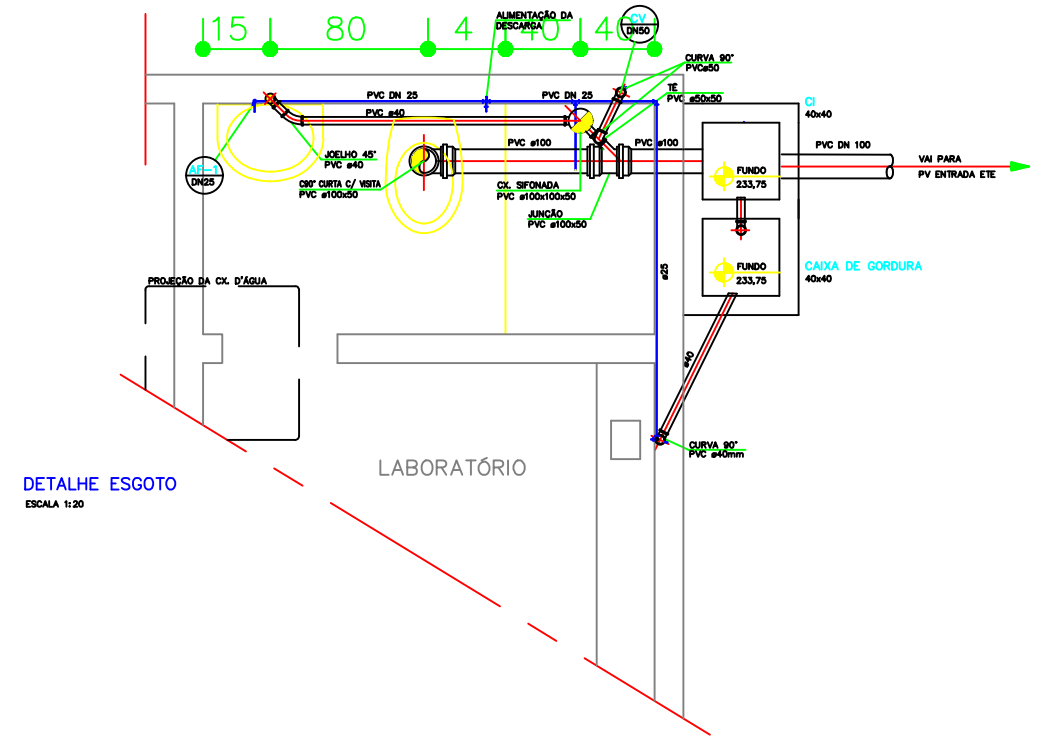 15
80
4
40
40
ALIMENTAÇÃO DA
DESCARGA
CV
DN50
CURVA 90°
PVCø50
TÊ
PVC ø50x50
PVC DN 25
PVC DN 25
CI
40x40
PVC ø40
PVC ø100
PVC ø100
PVC DN 100
JOELHO 45°
PVC ø40
VAI PARA
PV ENTRADA ETE
AF-1
DN25
C90° CURTA C/ VISITA
PVC ø100x50
CX. SIFONADA
PVC ø100x100x50
FUNDO
233,75
JUNÇÃO
PVC ø100x50
ø25
PROJEÇÃO DA CX. D'ÁGUA
FUNDO
233,75
CAIXA DE GORDURA
40x40
ø40
CURVA 90°
PVC ø40mm
LABORATÓRIO
DETALHE ESGOTO
ESCALA 1:20